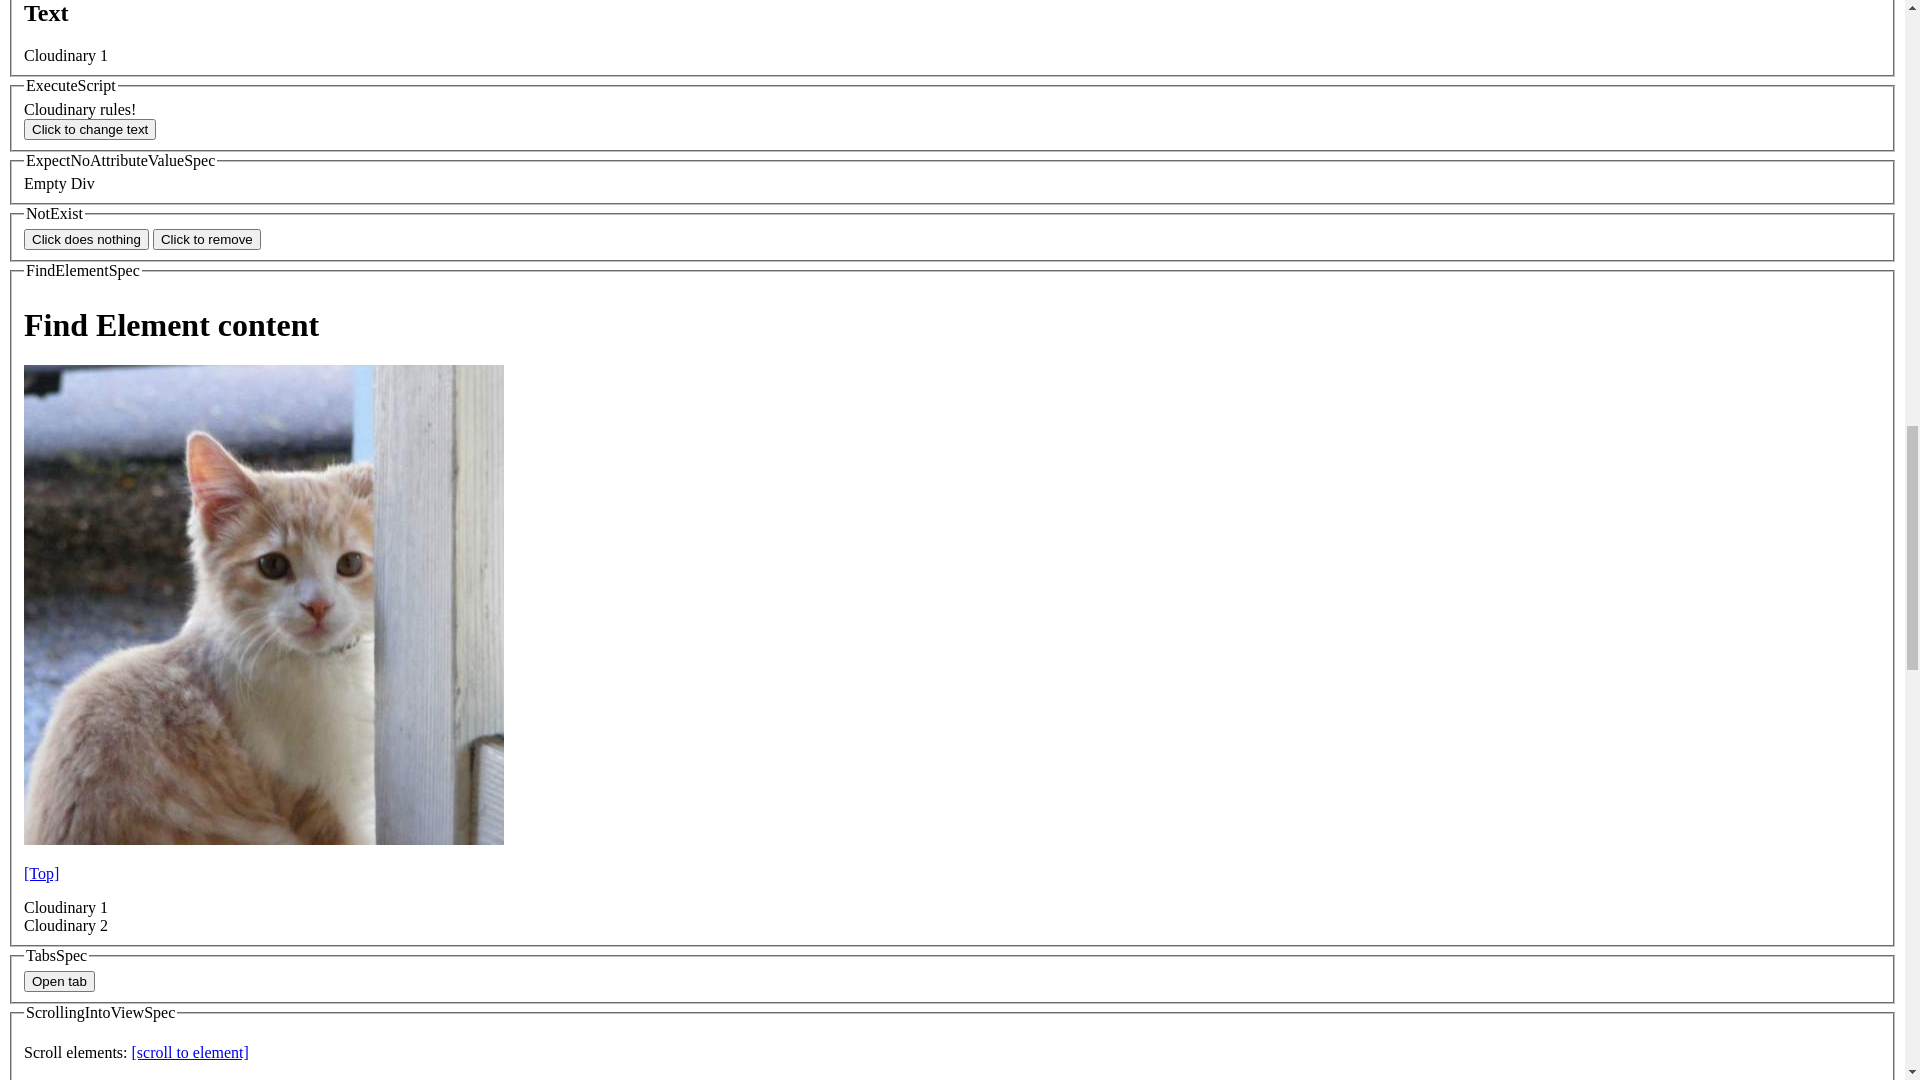 Text
Cloudinary 1
ExecuteScript
Cloudinary rules!
Click to change text
ExpectNoAttributeValueSpec
Empty Div
NotExist
Click does nothing Click to remove
FindElementSpec
Find Element content
[Top]
Cloudinary 1
Cloudinary 2
TabsSpec
Open tab
ScrollingIntoViewSpec
Scroll elements: [scroll to element]